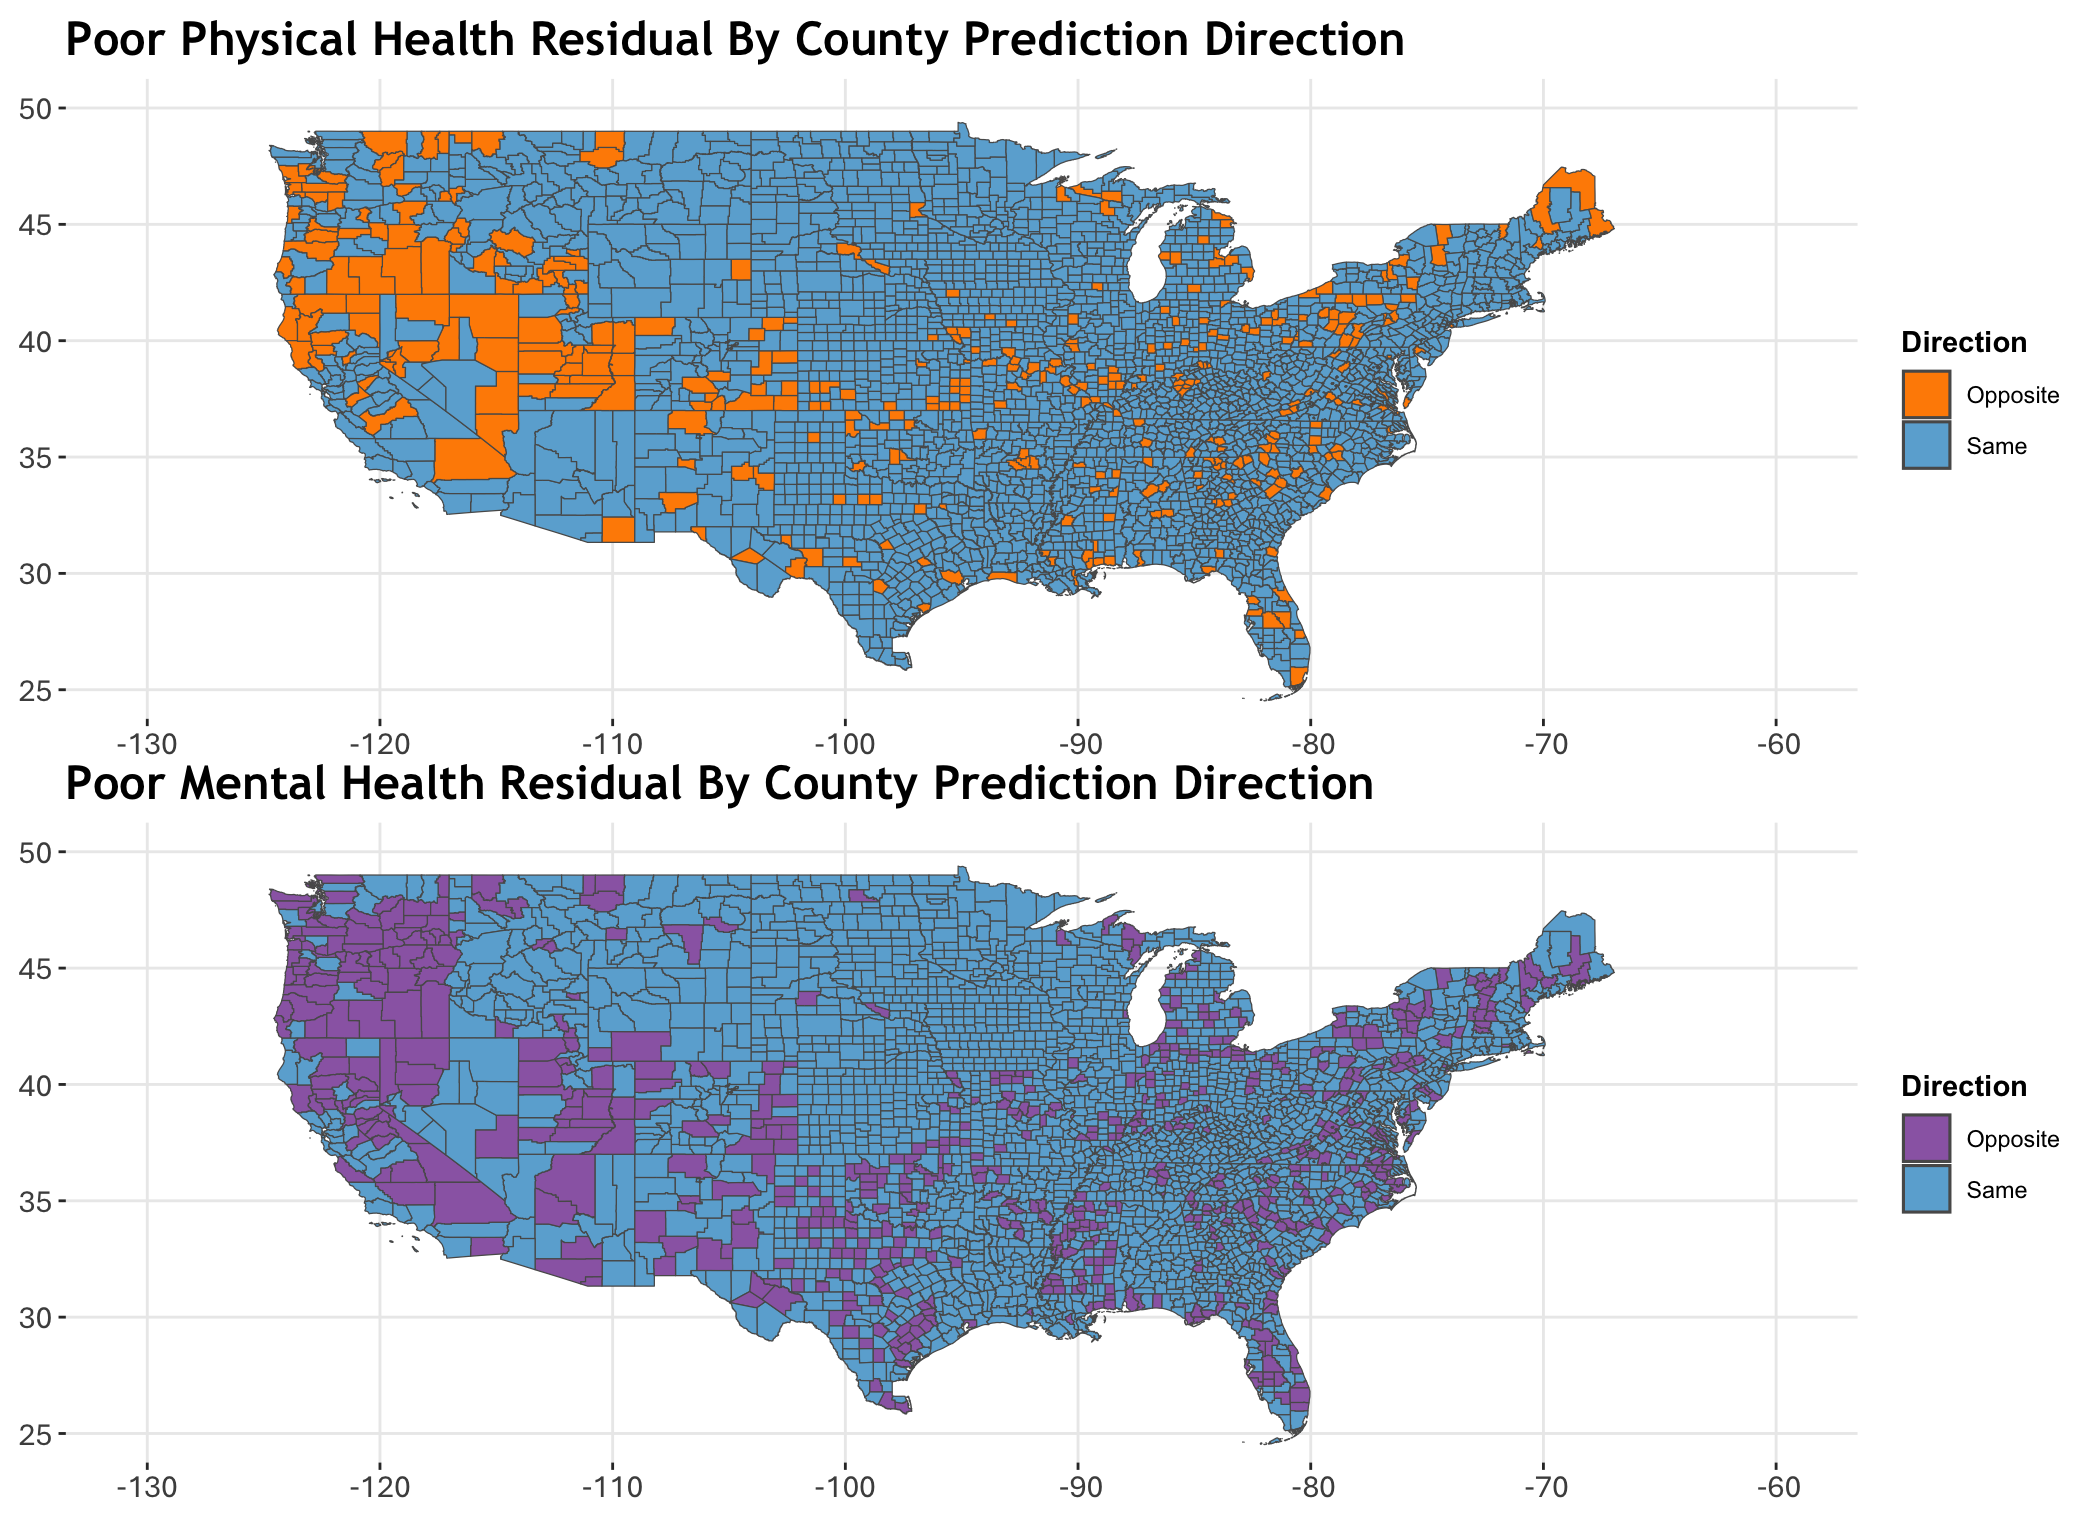 Poor Physical Health Residual By County Prediction Direction
50
45
40
35
30
25
-130 -120 -110 -100 -90 -80 -70 -60
Direction
Opposite
Same
Poor Mental Health Residual By County Prediction Direction
50
45
40
35
30
25
-130 -120 -110 -100 -90 -80 -70 -60
Direction
Opposite
Same